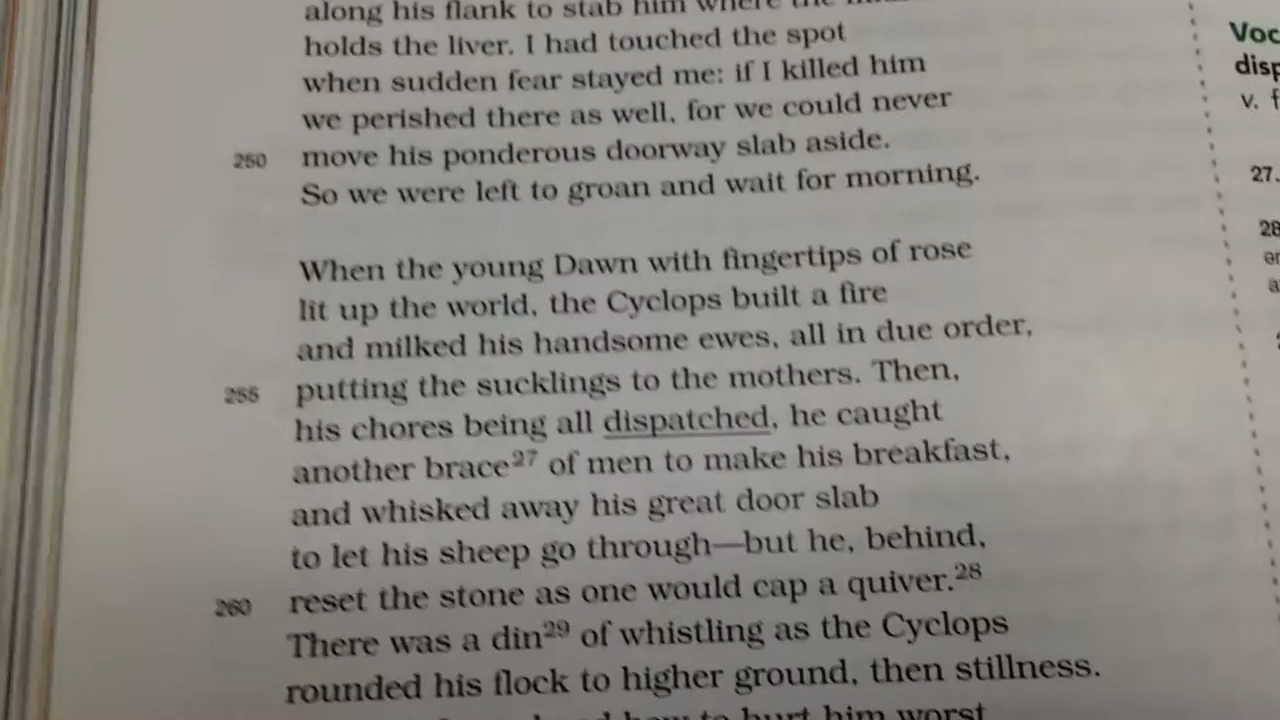 along his flank to stab him where the
holds the liver. I had touched the spot
when sudden fear stayed me: if I killed him
we perished there as well, for we could never
250 move his ponderous doorway slab aside.
So we were left to groan and wait for morning.
When the young Dawn with fingertips of rose
lit up the world, the Cyclops built a fire
and milked his handsome ewes, all in due order,
255 putting the sucklings to the mothers. Then,
his chores being all dispatched, he caught
another brace27 of men to make his breakfast,
and whisked away his great door slab
to let his sheep go through—but he, behind,
260 reset the stone as one would cap a quiver.28
There was a din29 of whistling as the Cyclops
rounded his flock to higher ground, then stillness.
how to hurt him worst
Voc
disp
v. f
27.
28